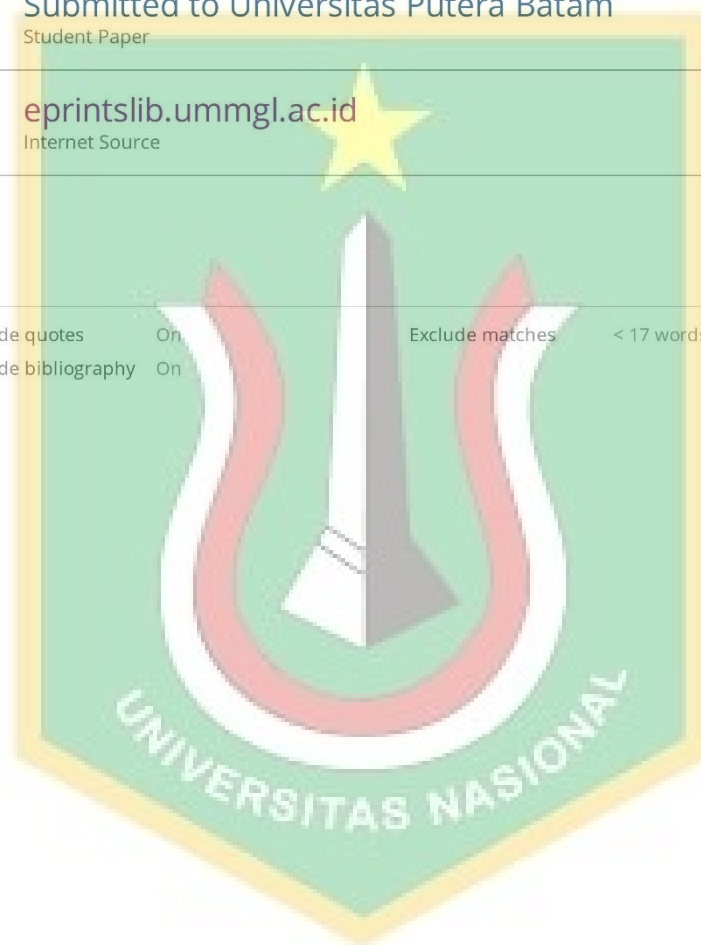 Submitted to Universitas Putera Batam
Student Paper
eprintslib.ummgl.ac.id
Internet Source
de quotes On Exclude matches < 17 words
de bibliography On
UNIVERSITAS NASIONAL